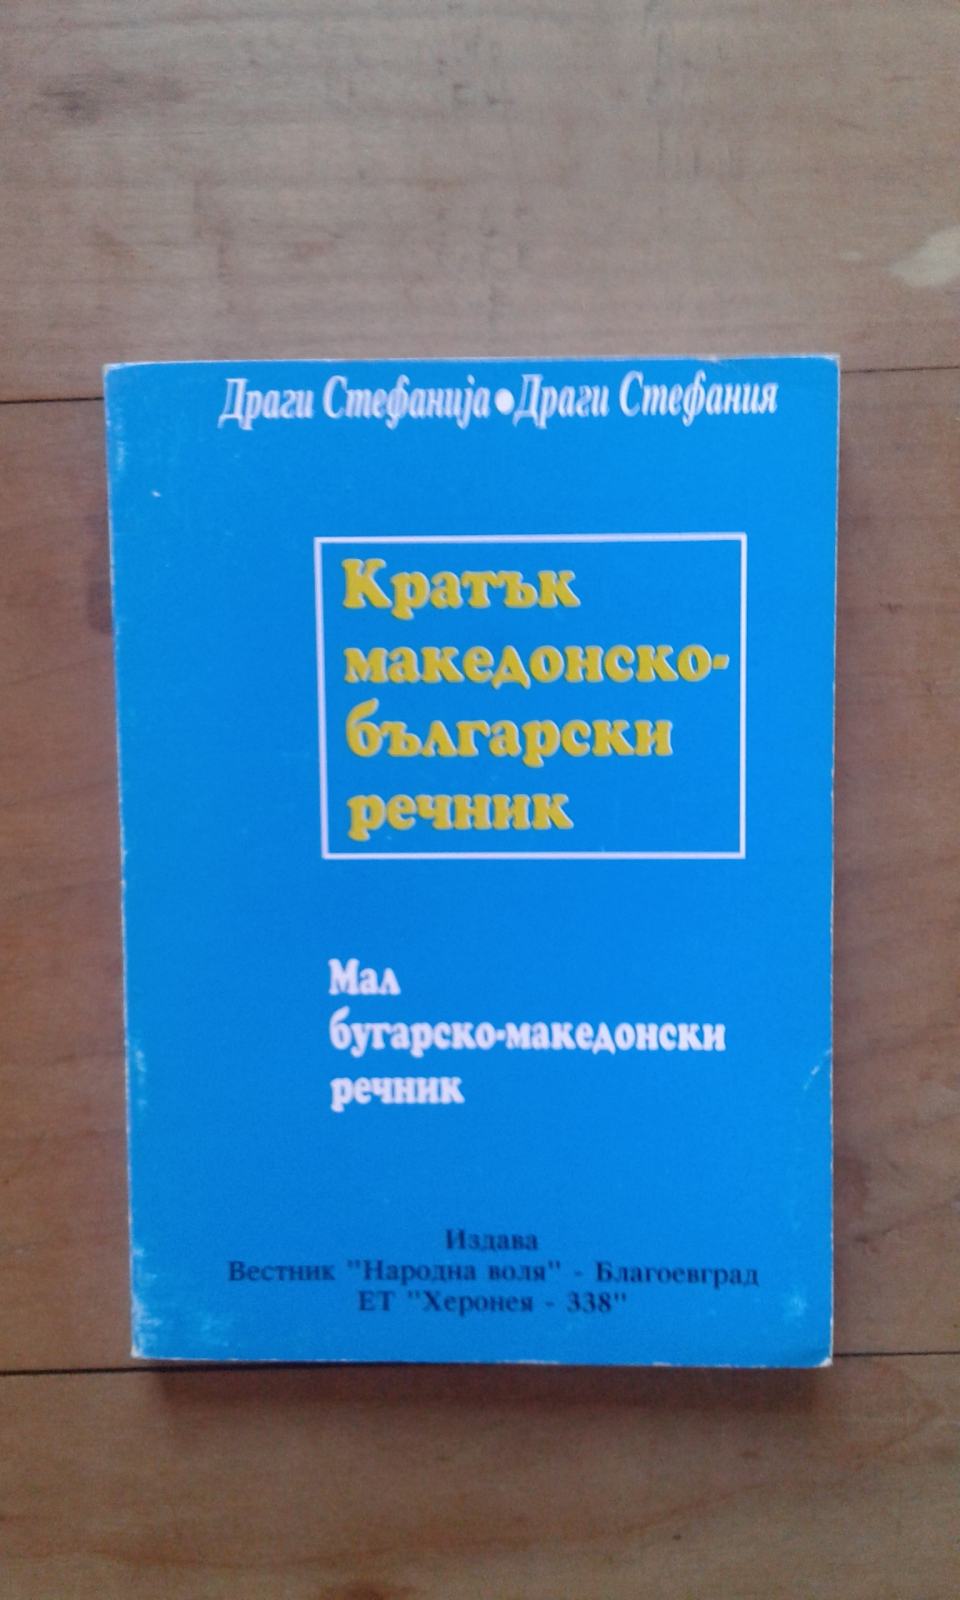 Драги Стефанија • Драги Стефания
Кратък
македонско-
български
речник
Мал
бугарско-македонски
речник
Издава
Вестник "Народна воля" - Благоевград
ЕТ "Херонея - 338"